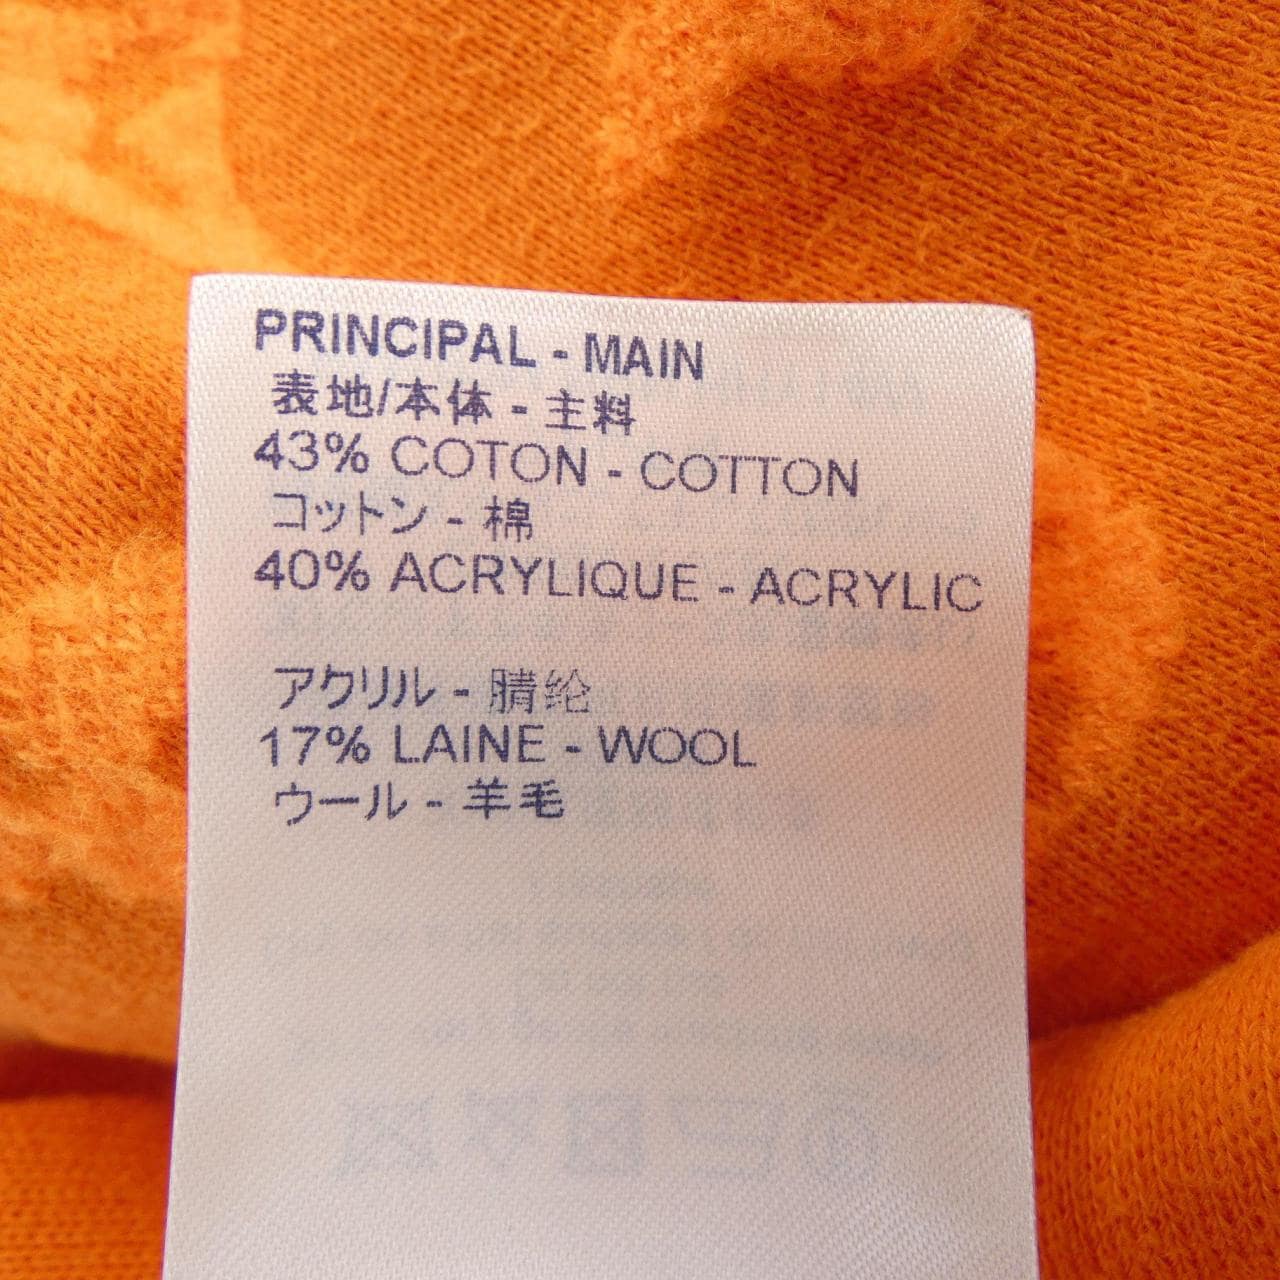 PRINCIPAL - MAIN
表地/本体 - 主料
43% COTON - COTTON
コットン - 棉
40% ACRYLIQUE - ACRYLIC
アクリル - 腈纶
17% LAINE - WOOL
ウール - 羊毛